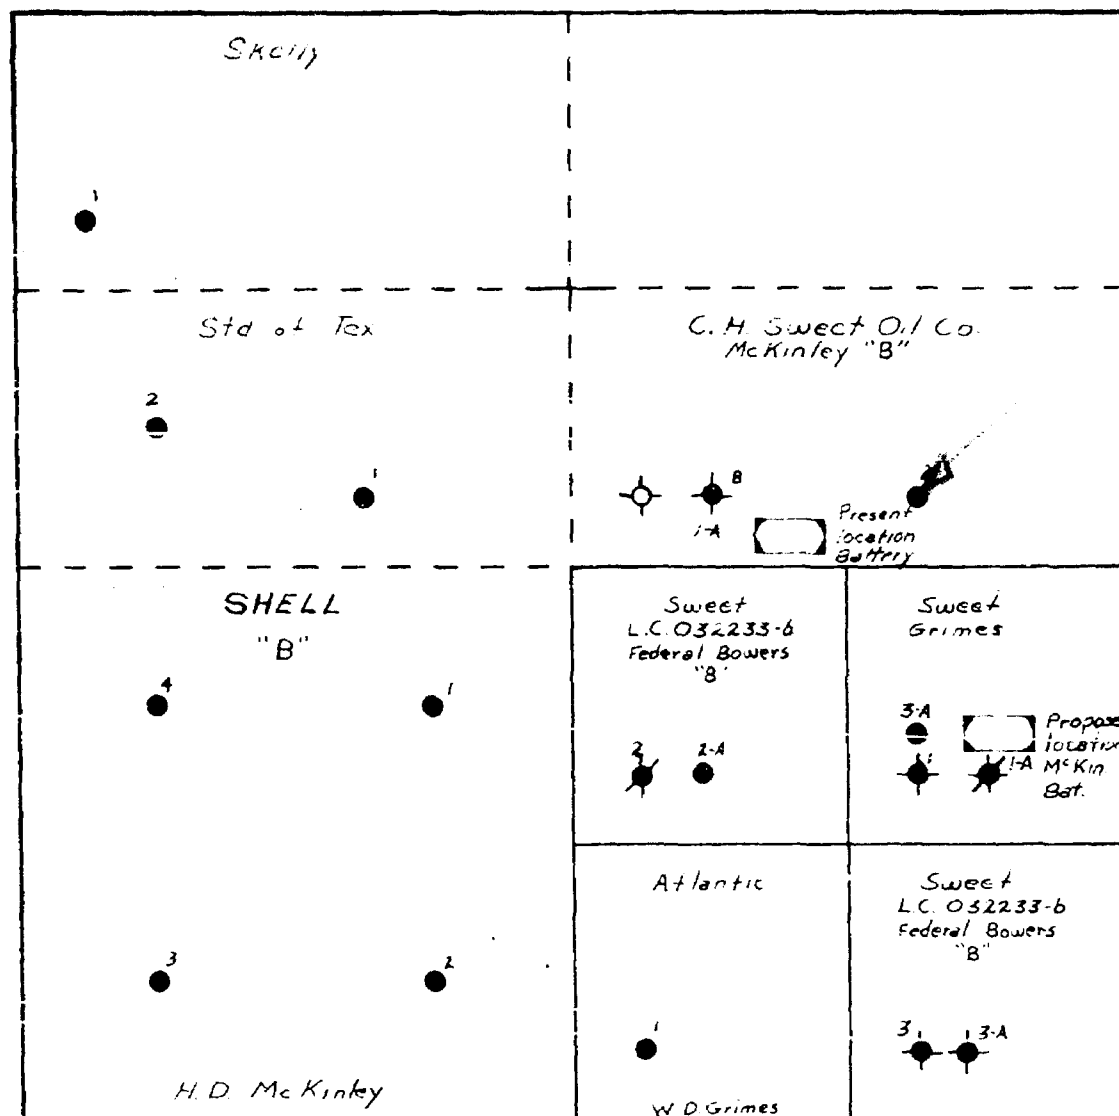 Skelly
1
Std of Tex
2
1
C. H. Sweet Oil Co.
McKinley "B"
B
1-A
Present
location
Battery
SHELL
"B"
4
1
3
2
H. D. McKinley
Sweet
L.C. 032233-b
Federal Bowers
"B"
2
2-A
Sweet
Grimes
3-A
1
1-A
Propose
locatio
McKin.
Bat.
Atlantic
1
W. D. Grimes
Sweet
L.C. 032233-b
Federal Bowers
"B"
3
3-A